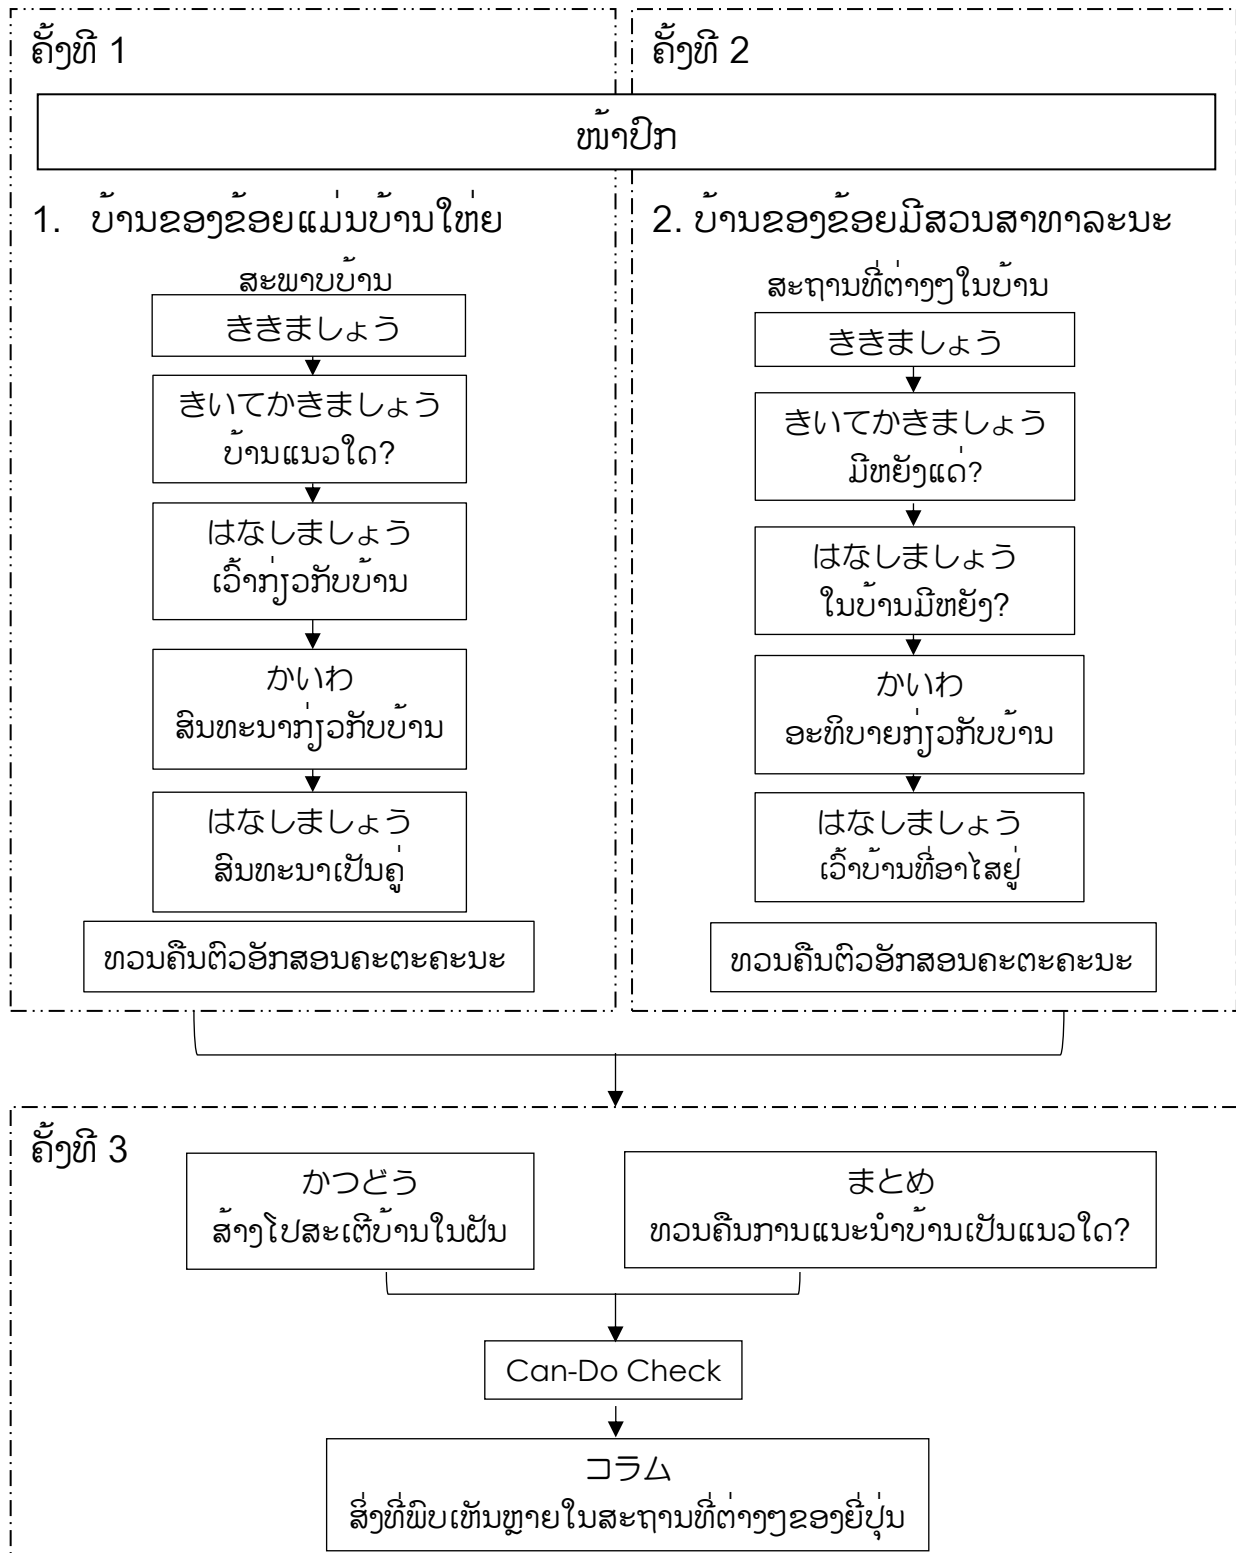 ຄັ້ງທີ 1
ຄັ້ງທີ 2
ໜ້າປົກ
1. ບ້ານຂອງຂ້ອຍແມ່ນບ້ານໃຫ່ຍ
ສະພາບບ້ານ
ききましょう
きいてかきましょう
ບ້ານແນວໃດ?
はなしましょう
ເວົ້າກ່ຽວກັບບ້ານ
かいわ
ສົນທະນາກ່ຽວກັບບ້ານ
はなしましょう
ສົນທະນາເປັນຄູ່
ທວນຄືນຕົວອັກສອນຄະຕະຄະນະ
2. ບ້ານຂອງຂ້ອຍມີສວນສາທາລະນະ
ສະຖານທີ່ຕ່າງໆໃນບ້ານ
ききましょう
きいてかきましょう
ມີຫຍັງແດ່?
はなしましょう
ໃນບ້ານມີຫຍັງ?
かいわ
ອະທິບາຍກ່ຽວກັບບ້ານ
はなしましょう
ເວົ້າບ້ານທີ່ອາໄສຢູ່
ທວນຄືນຕົວອັກສອນຄະຕະຄະນະ
ຄັ້ງທີ 3
かつどう
ສ້າງໂປສະເຕີບ້ານໃນຝັນ
まとめ
ທວນຄືນການແນະນຳບ້ານເປັນແນວໃດ?
Can-Do Check
コラム
ສິ່ງທີ່ພົບເຫັນຫຼາຍໃນສະຖານທີ່ຕ່າງໆຂອງຍີ່ປຸ່ນ